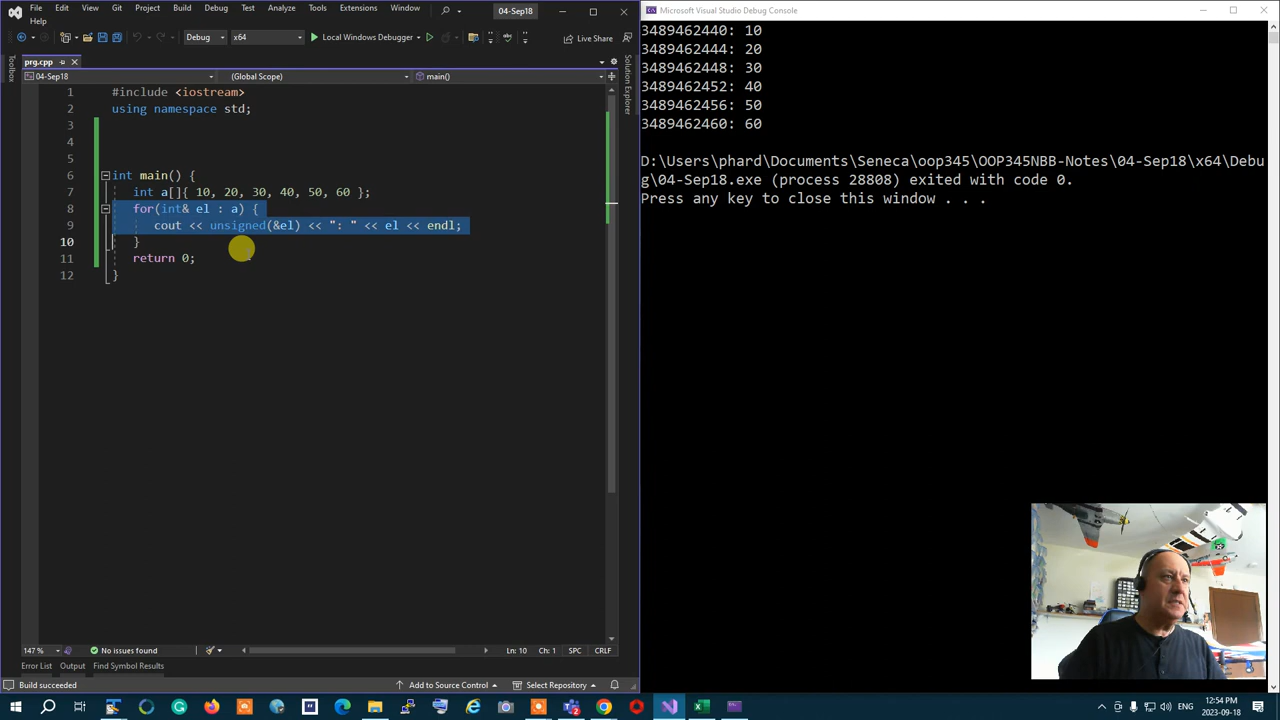 File Edit View Git Project Build Debug Test Analyze Tools Extensions Window Help
04-Sep18
Debug x64 Local Windows Debugger Live Share
prg.cpp
04-Sep18 (Global Scope) main()
Toolbox
Solution Explorer
1 #include <iostream>
2 using namespace std;
3
4
5
6 int main() {
7 int a[]{ 10, 20, 30, 40, 50, 60 };
8 for(int& el : a) {
9 cout << unsigned(&el) << ": " << el << endl;
10 }
11 return 0;
12 }
147 % No issues found Ln: 10 Ch: 1 SPC CRLF
Error List Output Find Symbol Results
Build succeeded Add to Source Control Select Repository
Microsoft Visual Studio Debug Console
3489462440: 10
3489462444: 20
3489462448: 30
3489462452: 40
3489462456: 50
3489462460: 60
D:\Users\phard\Documents\Seneca\oop345\OOP345NBB-Notes\04-Sep18\x64\Debu
g\04-Sep18.exe (process 28808) exited with code 0.
Press any key to close this window . . .
ENG
12:54 PM
2023-09-18